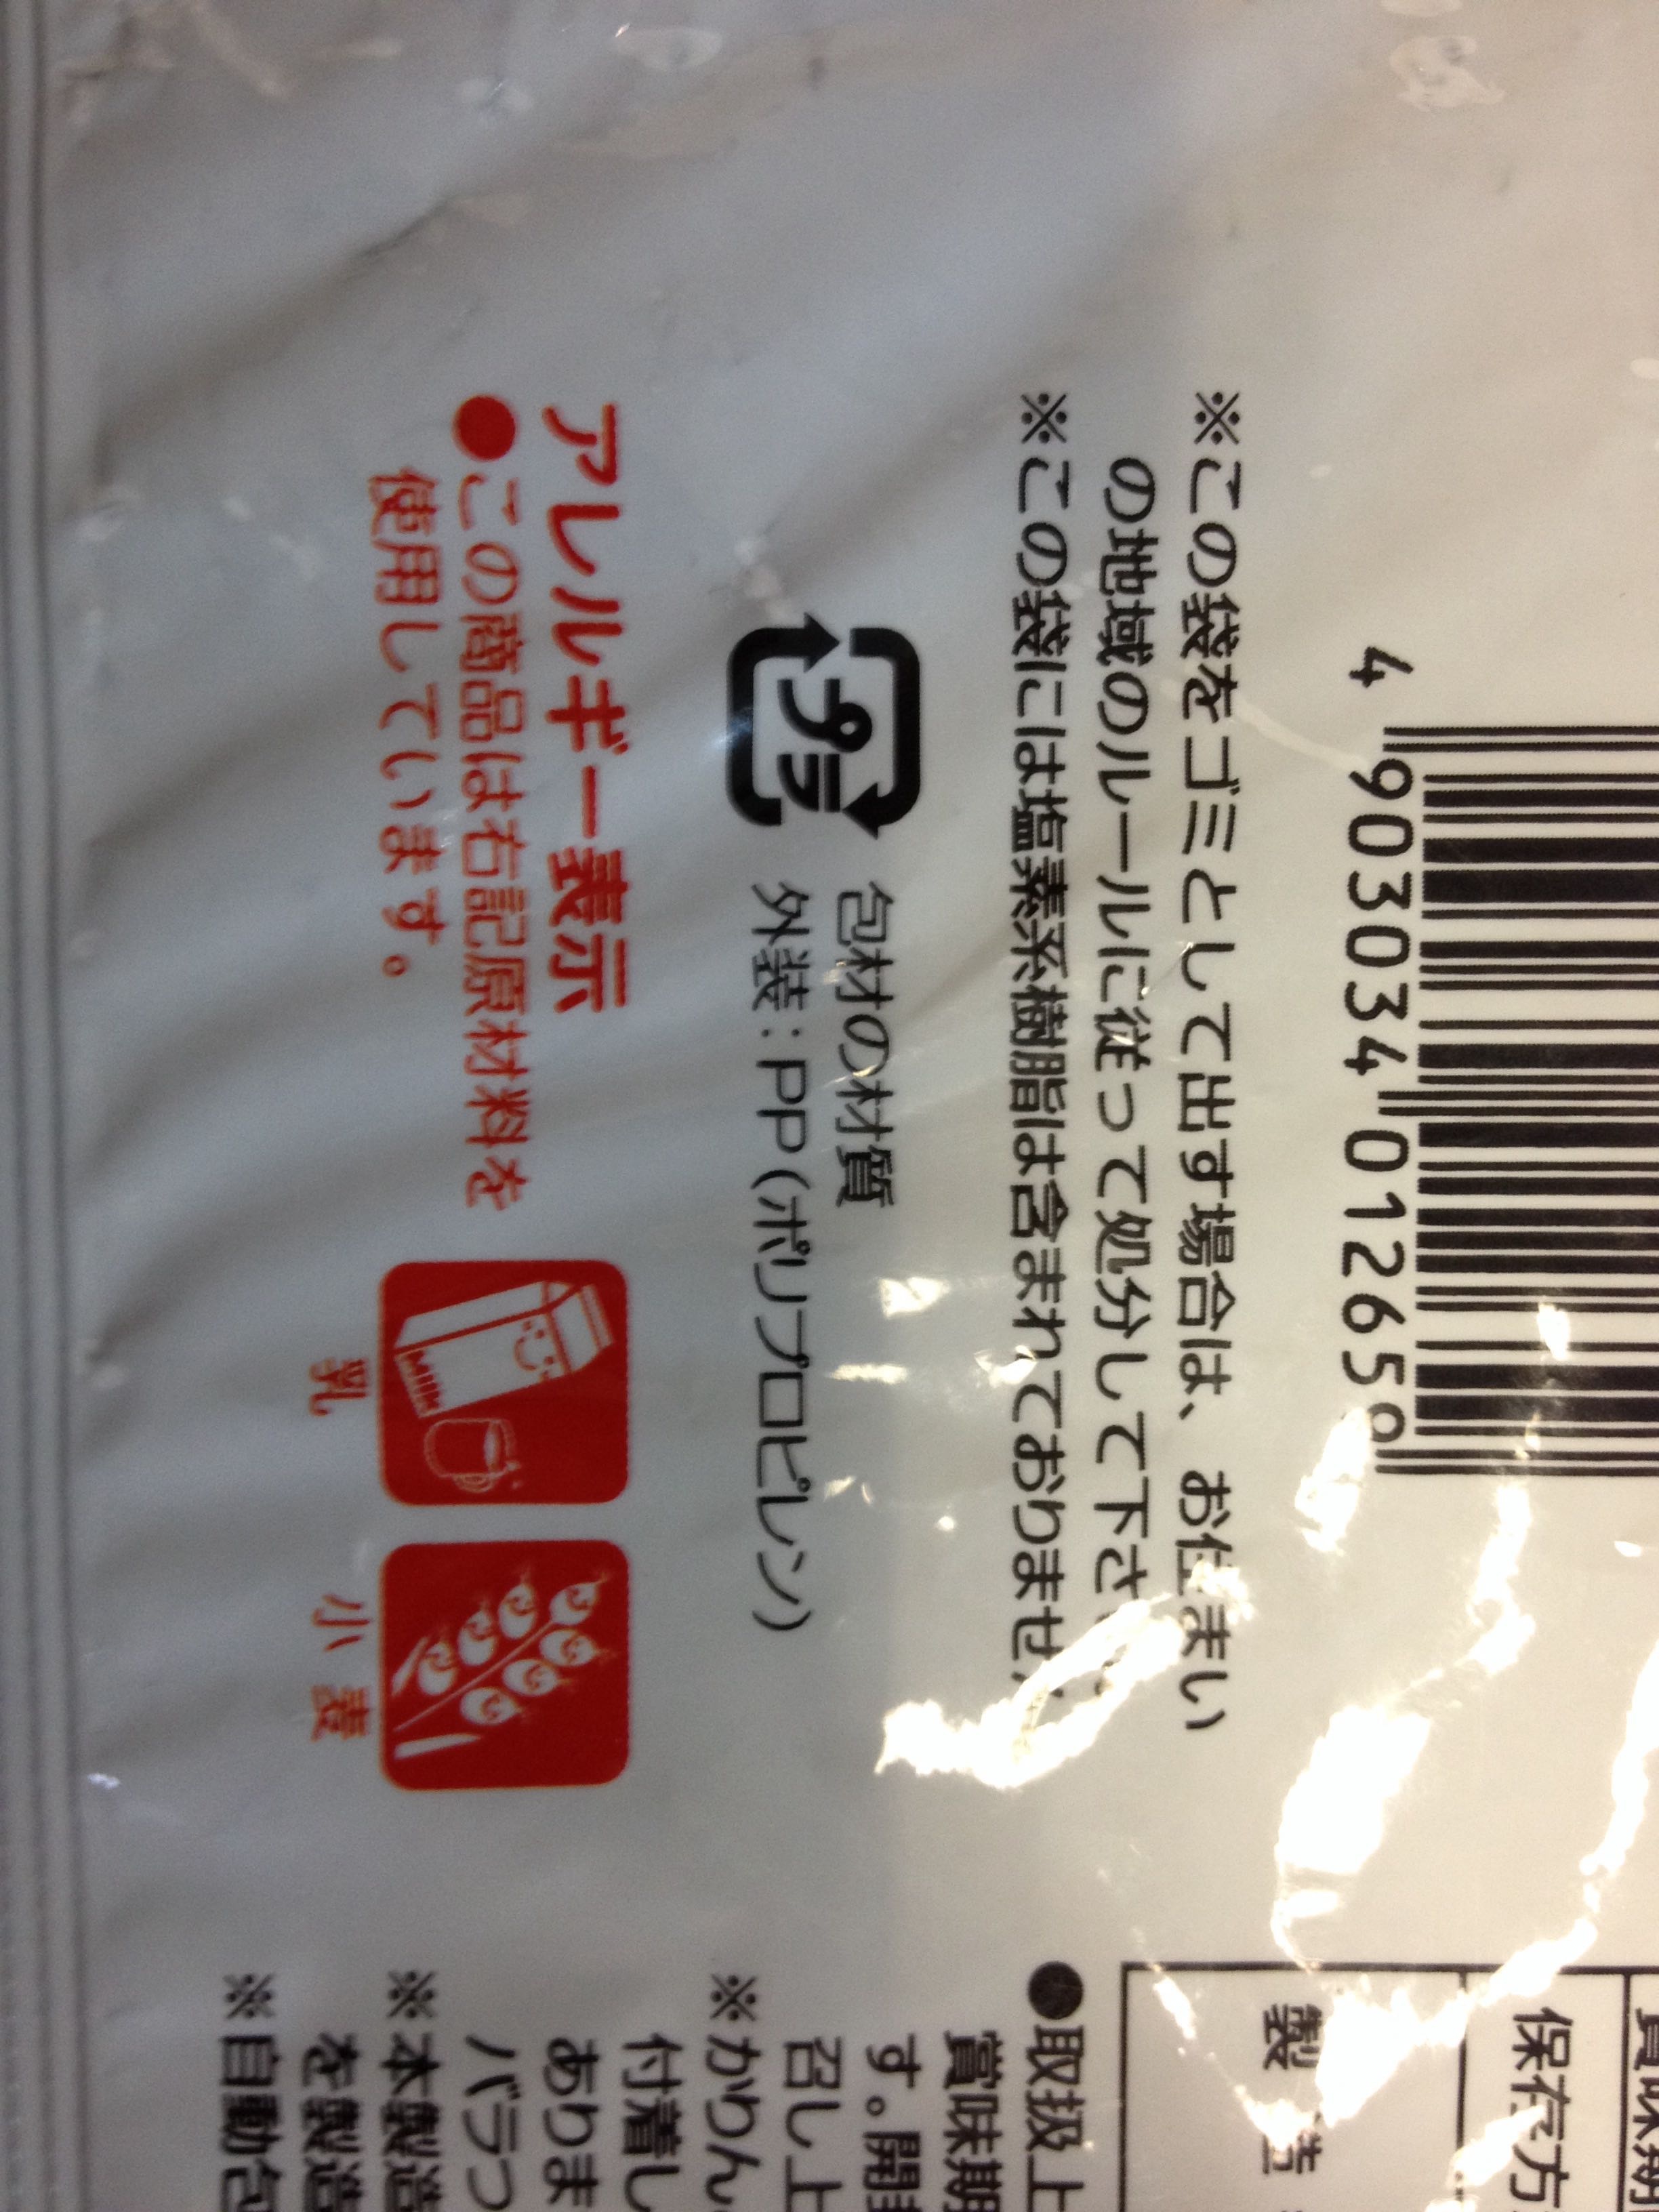 4 903034 01265
※この袋をゴミとして出す場合は、お住まい
の地域のルールに従って処分して下さ
※この袋には塩素系樹脂は含まれておりませ
プラ
包材の材質
外装：PP（ポリプロピレン）
アレルギー表示
●この商品は右記原材料を
使用しています。
MIlK
乳
小麦
賞味期
保存方
製造
●取扱上
賞味期
す。開
召し上
※かりん
付着し
ありま
バラつ
※本製造
を製造
※自動包